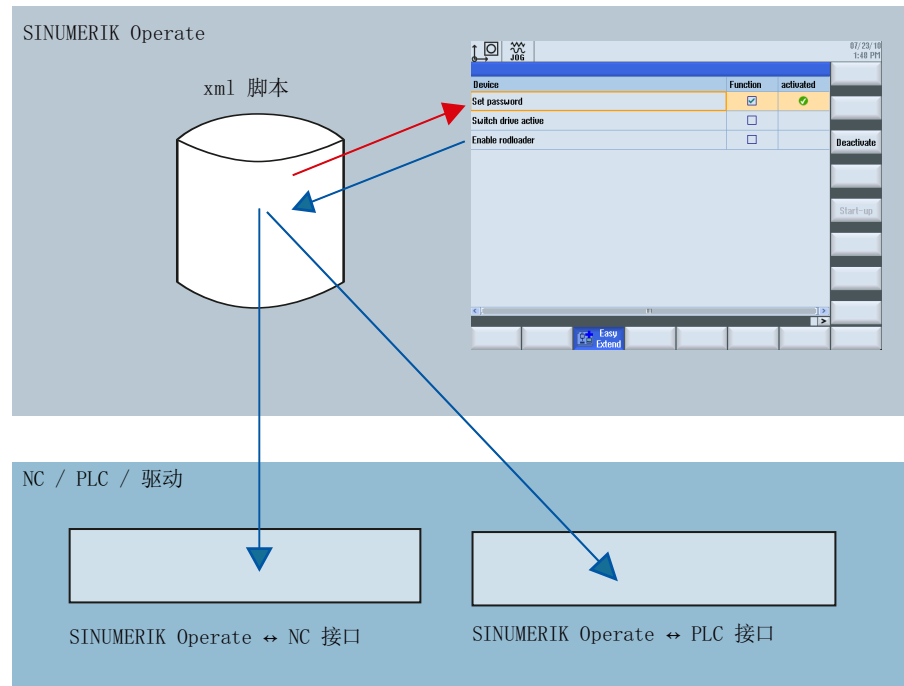 SINUMERIK Operate
xml 脚本
JOG
07/23/10
1:40 PM
Device Function activated
Set password
Switch drive active
Enable rodloader
Deactivate
Start-up
Easy
Extend
NC / PLC / 驱动
SINUMERIK Operate ↔ NC 接口
SINUMERIK Operate ↔ PLC 接口